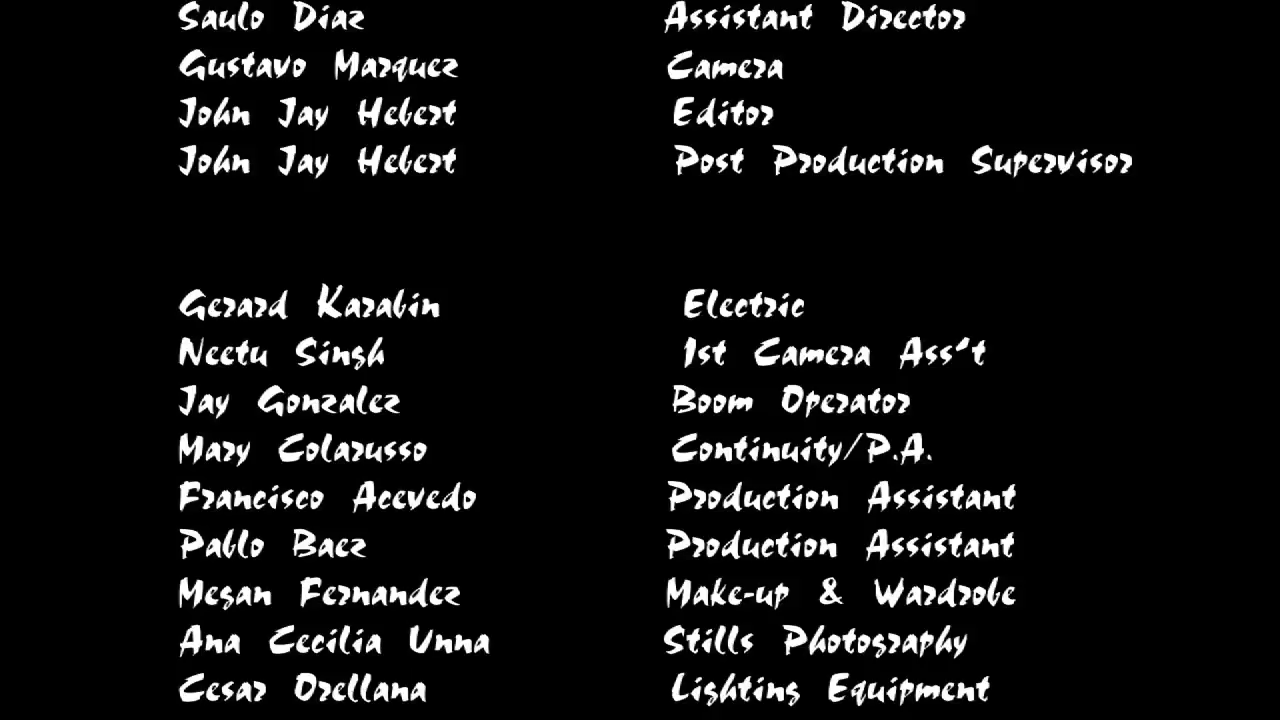 Saulo Diaz Assistant Director
Gustavo Marquez Camera
John Jay Hebert Editor
John Jay Hebert Post Production Supervisor
Gerard Karabin Electric
Neetu Singh 1st Camera Ass't
Jay Gonzalez Boom Operator
Mary Colarusso Continuity/P.A.
Francisco Acevedo Production Assistant
Pablo Baez Production Assistant
Megan Fernandez Make-up & Wardrobe
Ana Cecilia Unna Stills Photography
Cesar Orellana Lighting Equipment